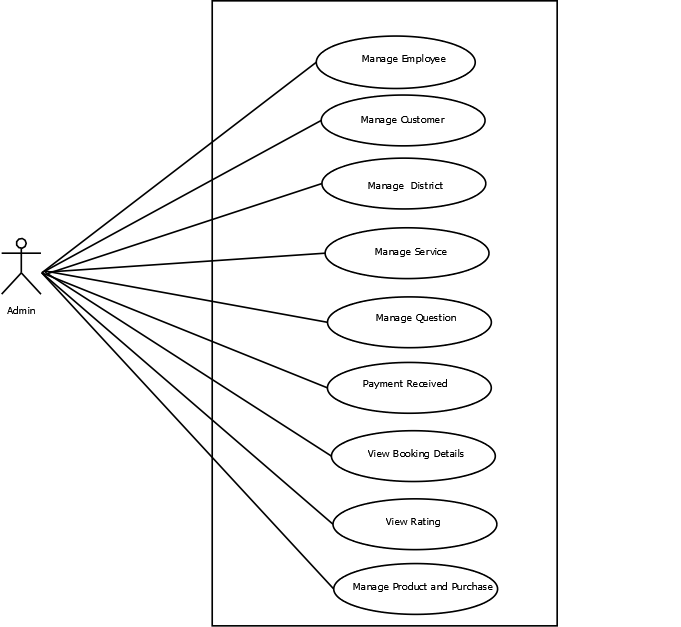 Manage Employee
Manage Customer
Manage District
Manage Service
Admin
Manage Question
Payment Received
View Booking Details
View Rating
Manage Product and Purchase